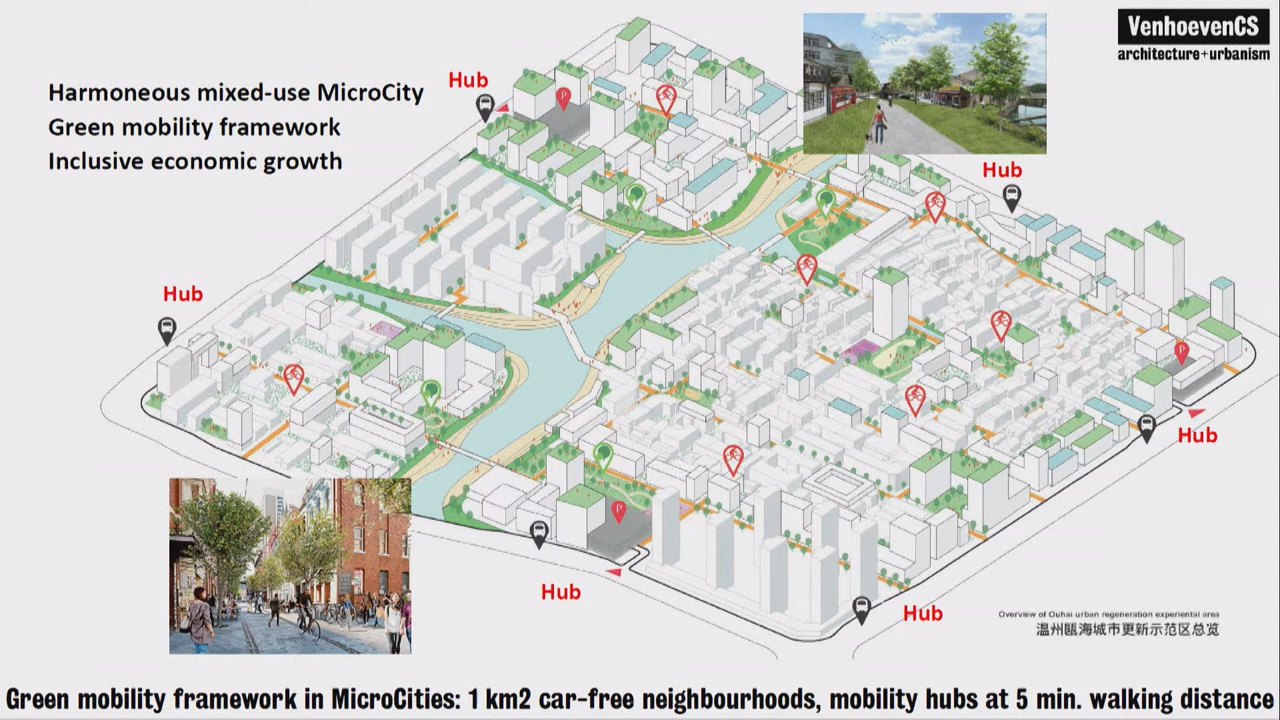 VenhoevenCS
architecture+urbanism
Harmoneous mixed-use MicroCity
Green mobility framework
Inclusive economic growth
Hub
Hub
Hub
Hub
Hub
Hub
P
P
P
Overview of Ouhai urban regeneration experiental area
温州瓯海城市更新示范区总览
Green mobility framework in MicroCities: 1 km2 car-free neighbourhoods, mobility hubs at 5 min. walking distance